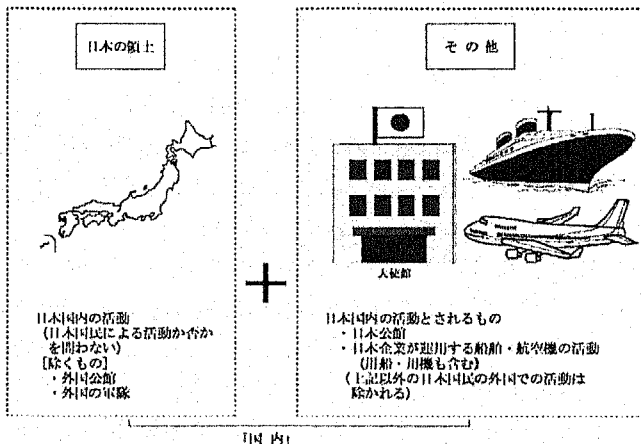 日本の領土
その他
大使館
日本国内の活動
(日本国民による活動か否か
を問わない)
[除くもの]
・外国公館
・外国の軍隊
日本国内の活動とされるもの
・日本公館
・日本企業が運用する船舶・航空機の活動
(用船・用機も含む)
(上記以外の日本国民の外国での活動は
除かれる)
「国内」